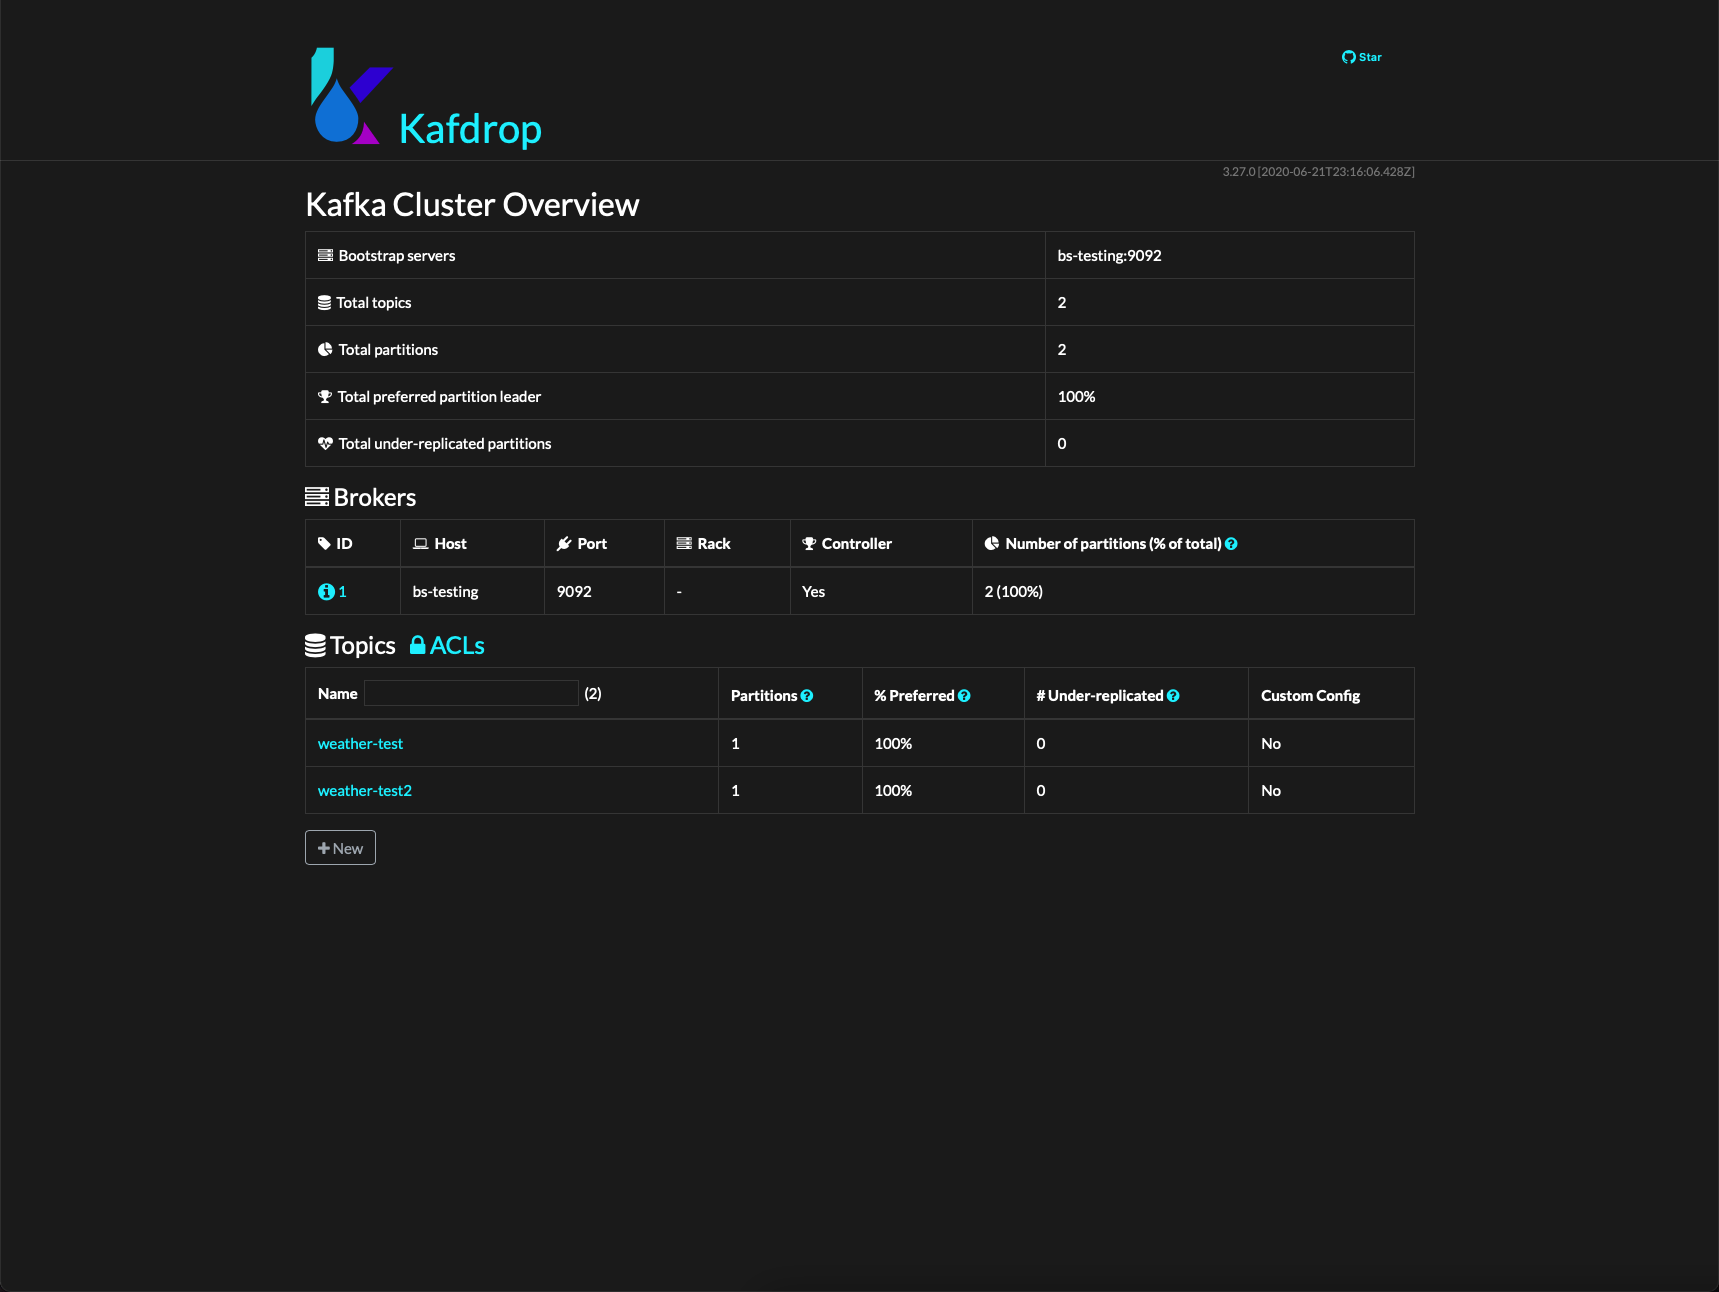 Star
Kafdrop
3.27.0 [2020-06-21T23:16:06.428Z]
Kafka Cluster Overview
Bootstrap servers bs-testing:9092
Total topics 2
Total partitions 2
Total preferred partition leader 100%
Total under-replicated partitions 0
Brokers
ID Host Port Rack Controller Number of partitions (% of total)
1 bs-testing 9092 - Yes 2 (100%)
Topics ACLs
Name (2) Partitions % Preferred # Under-replicated Custom Config
weather-test 1 100% 0 No
weather-test2 1 100% 0 No
New